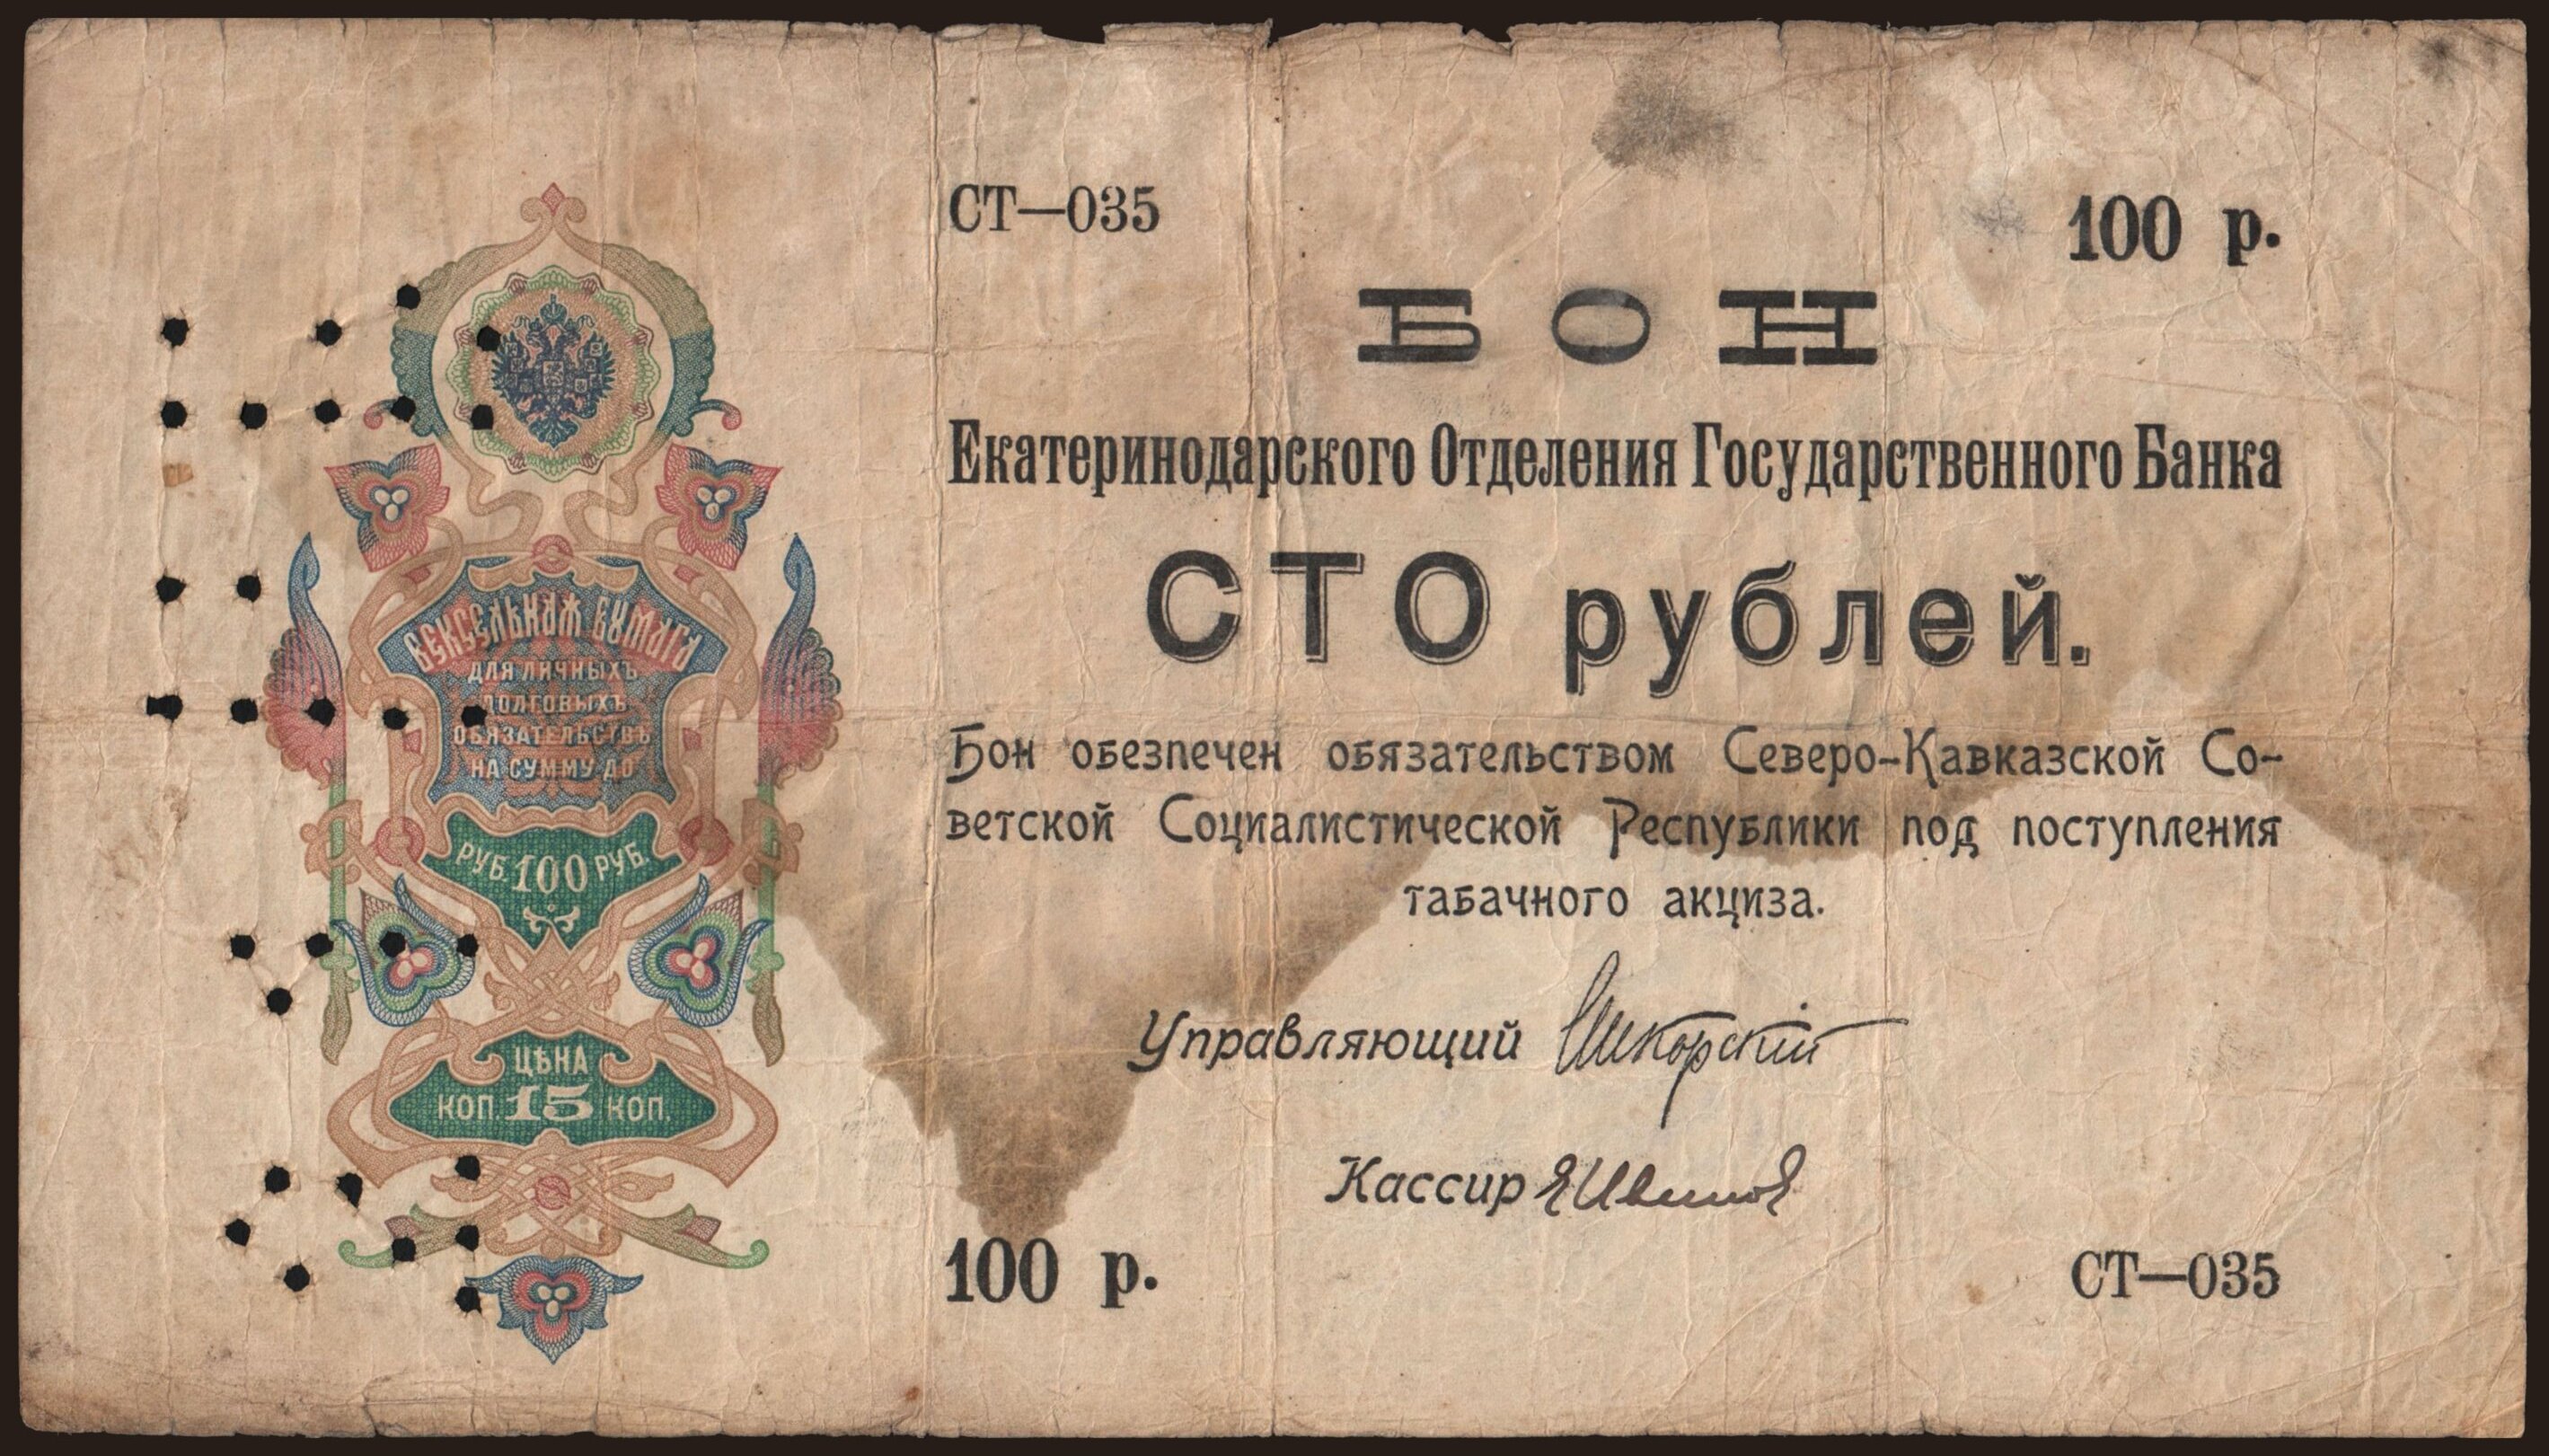 ВЕКСЕЛЬНАЯ БУМАГА
ДЛЯ ЛИЧНЫХЪ
ДОЛГОВЫХЪ
ОБЯЗАТЕЛЬСТВЪ
НА СУММУ ДО
РУБ. 100 РУБ.
ЦѢНА
КОП. 15 КОП.
СТ—035
100 р.
БОН
Екатеринодарского Отделения Государственного Банка
СТО рублей.
Бон обезпечен обязательством Северо-Кавказской Со-
ветской Социалистической Республики под поступления
табачного акциза.
Управляющий
Кассир
100 р.
СТ—035